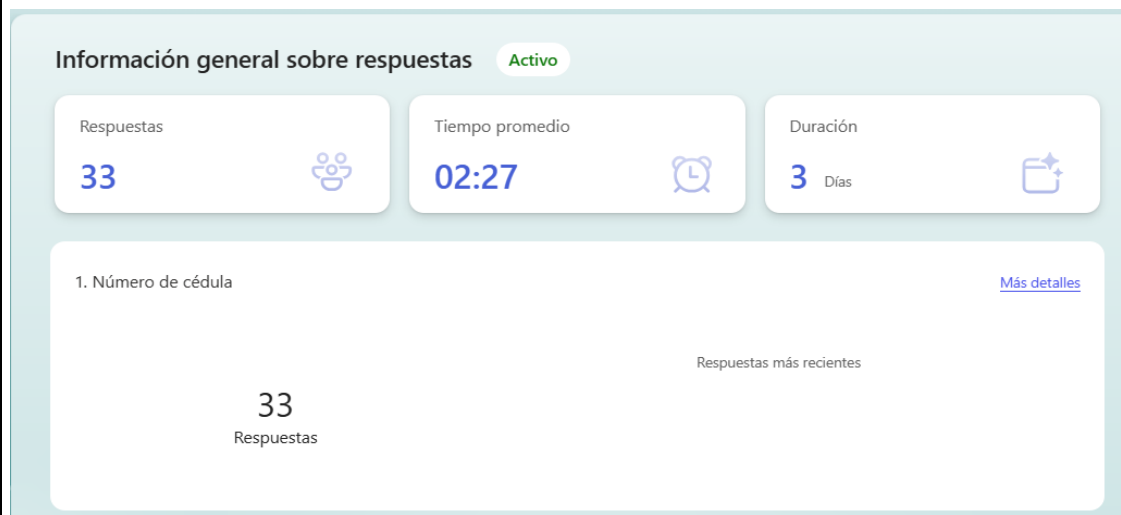 Información general sobre respuestas Activo
Respuestas
33
Tiempo promedio
02:27
Duración
3 Días
1. Número de cédula
Más detalles
33
Respuestas
Respuestas más recientes